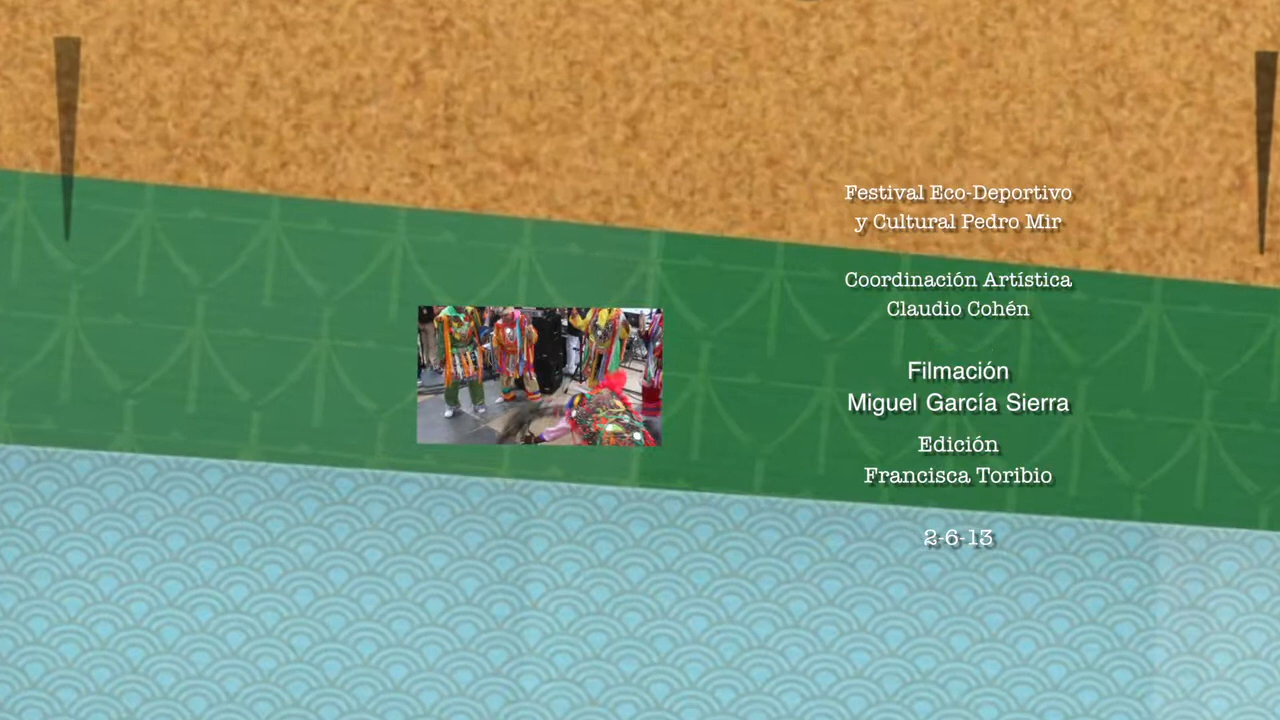 Festival Eco-Deportivo
y Cultural Pedro Mir
Coordinación Artística
Claudio Cohén
Filmación
Miguel García Sierra
Edición
Francisca Toribio
2-6-13